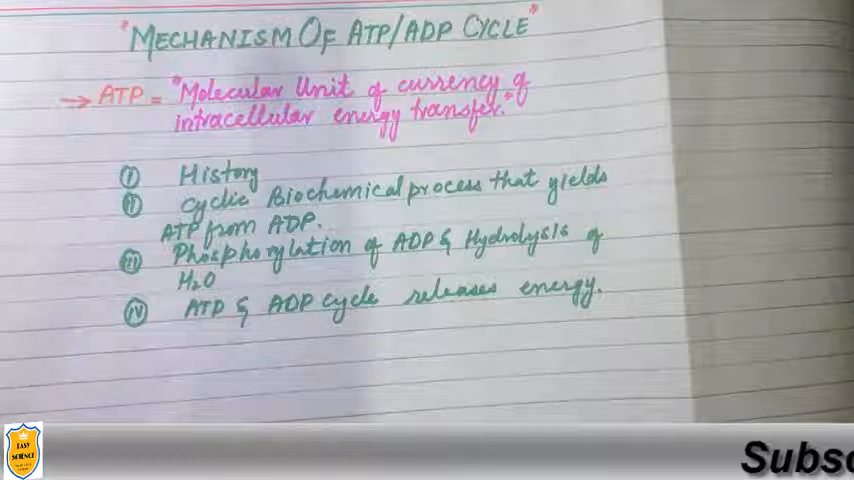 "MECHANISM OF ATP/ADP CYCLE"
→ ATP = "Molecular Unit of currency of
intracellular energy transfer."
(I) History
(II) Cyclic Biochemical process that yields
ATP from ADP.
(III) Phosphorylation of ADP & Hydrolysis of
H₂O
(IV) ATP & ADP cycle releases energy.
EASY
SCIENCE
Subsc